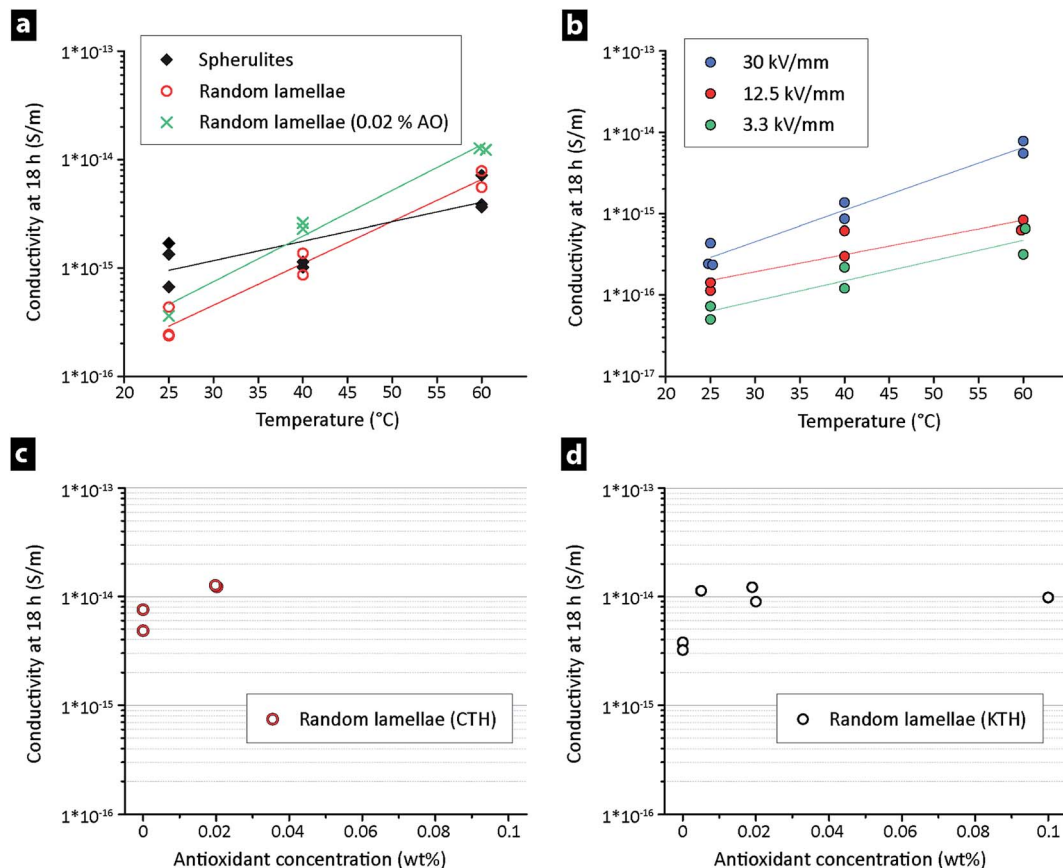 a
Conductivity at 18 h (S/m)
1*10⁻¹³
1*10⁻¹⁴
1*10⁻¹⁵
1*10⁻¹⁶
Spherulites
Random lamellae
Random lamellae (0.02 % AO)
20 25 30 35 40 45 50 55 60
Temperature (°C)
b
Conductivity at 18 h (S/m)
1*10⁻¹³
1*10⁻¹⁴
1*10⁻¹⁵
1*10⁻¹⁶
1*10⁻¹⁷
30 kV/mm
12.5 kV/mm
3.3 kV/mm
20 25 30 35 40 45 50 55 60
Temperature (°C)
c
Conductivity at 18 h (S/m)
1*10⁻¹³
1*10⁻¹⁴
1*10⁻¹⁵
1*10⁻¹⁶
Random lamellae (CTH)
0 0.02 0.04 0.06 0.08 0.1
Antioxidant concentration (wt%)
d
Conductivity at 18 h (S/m)
1*10⁻¹³
1*10⁻¹⁴
1*10⁻¹⁵
1*10⁻¹⁶
Random lamellae (KTH)
0 0.02 0.04 0.06 0.08 0.1
Antioxidant concentration (wt%)